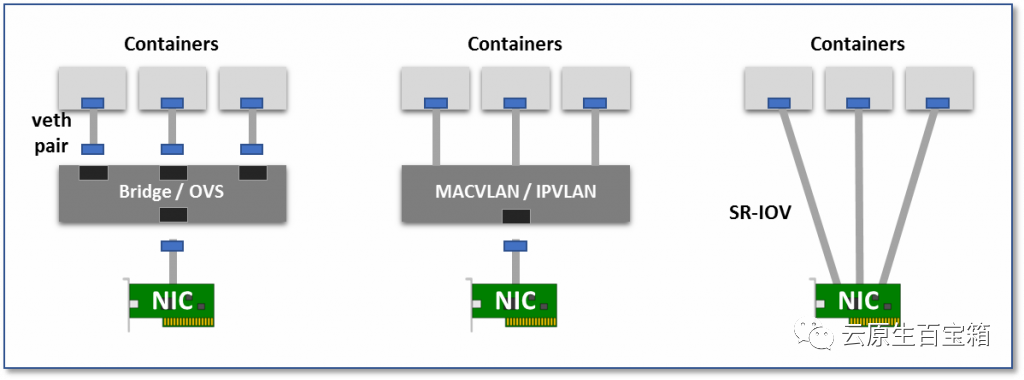 Containers
veth
pair
Bridge / OVS
NIC
Containers
MACVLAN / IPVLAN
NIC
Containers
SR-IOV
NIC
云原生百宝箱